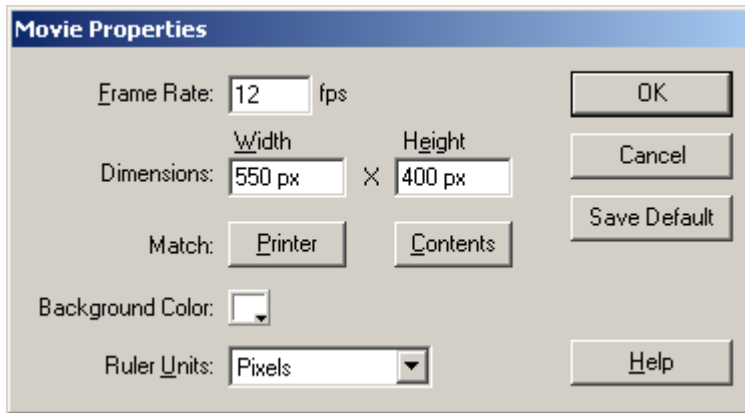 Movie Properties
Frame Rate: 12 fps
OK
Width Height
Dimensions: 550 px X 400 px
Cancel
Save Default
Match: Printer Contents
Background Color:
Ruler Units: Pixels
Help